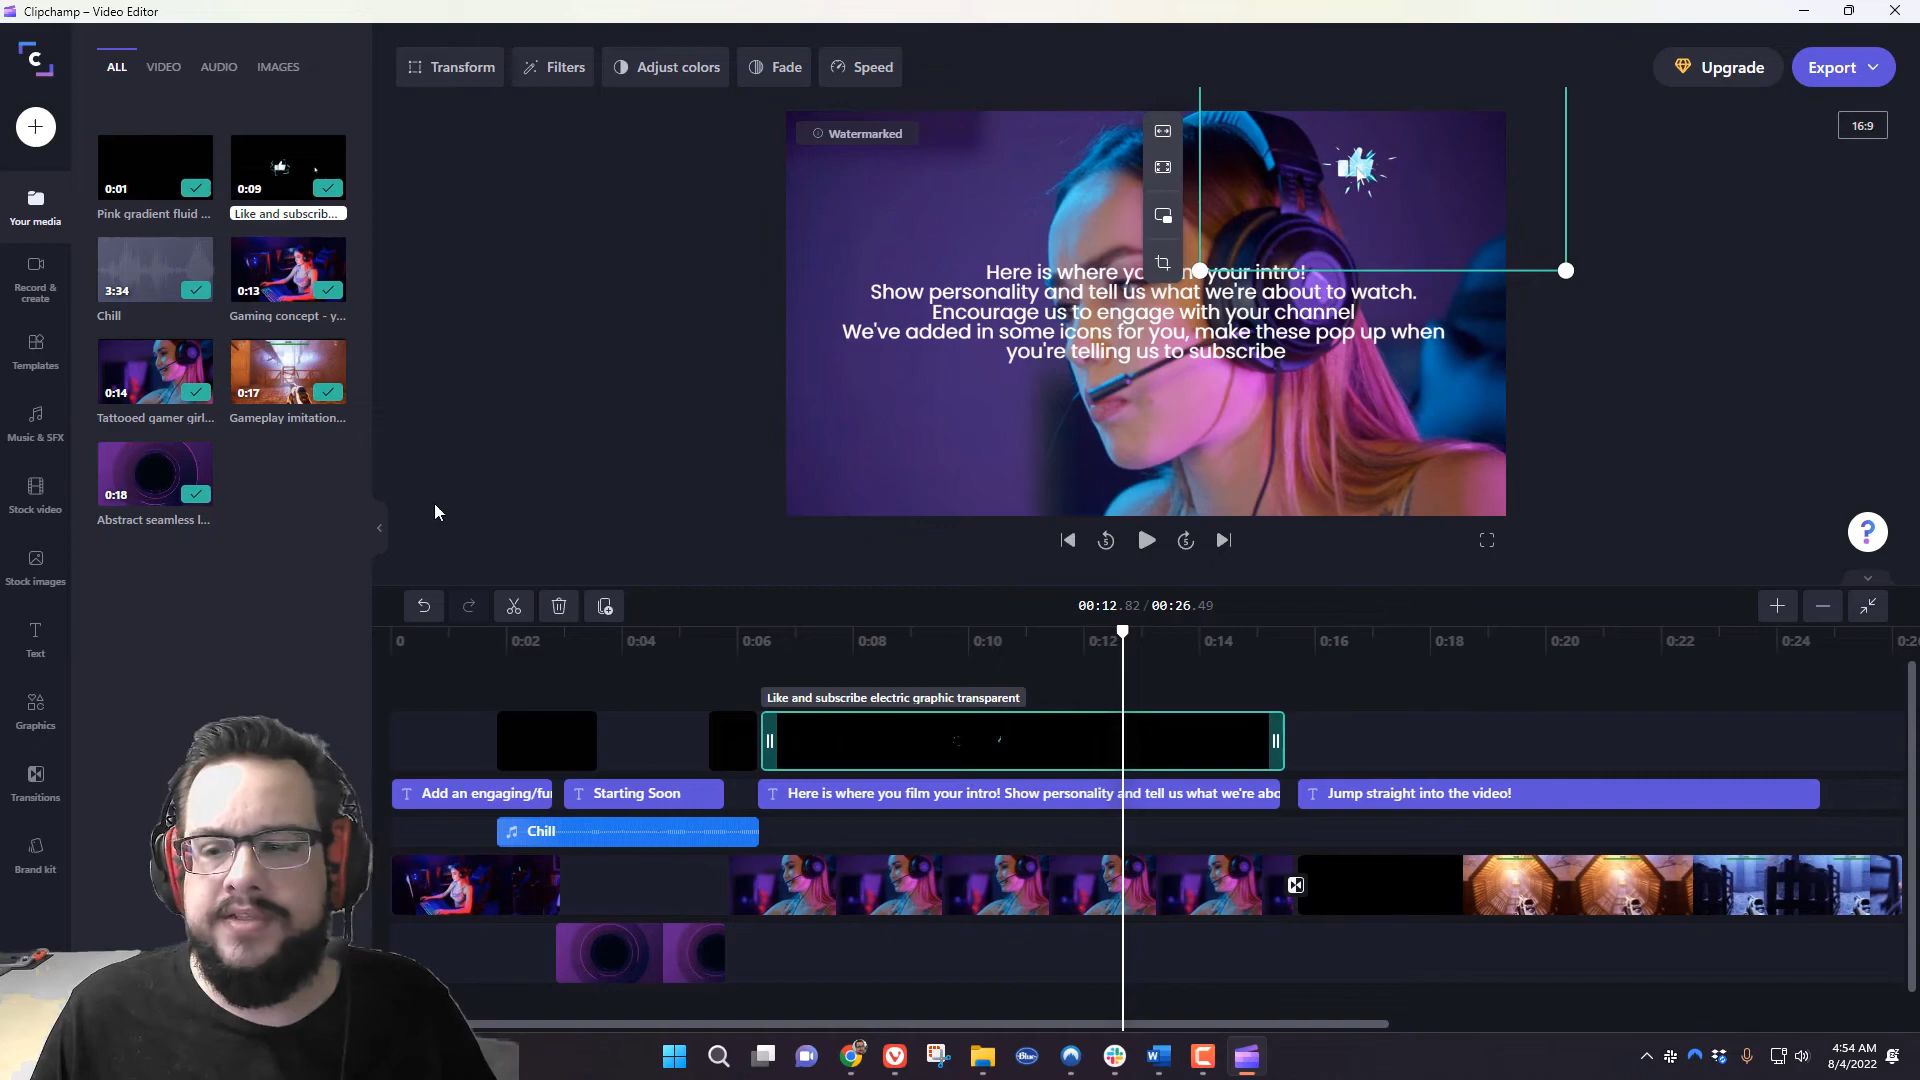 Clipchamp – Video Editor
ALL VIDEO AUDIO IMAGES
Transform Filters Adjust colors Fade Speed
Upgrade Export
16:9
Watermarked
Your media
Record & create
Templates
Music & SFX
Stock video
Stock images
Text
Graphics
Transitions
Brand kit
0:01 0:09
Pink gradient fluid ... Like and subscrib...
3:34 0:13
Chill Gaming concept - y...
0:14 0:17
Tattooed gamer girl... Gameplay imitation...
0:18
Abstract seamless l...
Here is where your intro!
Show personality and tell us what we're about to watch.
Encourage us to engage with your channel
We've added in some icons for you, make these pop up when
you're telling us to subscribe
5 5
?
00:12.82 / 00:26.49
0 0:02 0:04 0:06 0:08 0:10 0:12 0:14 0:16 0:18 0:20 0:22 0:24
Like and subscribe electric graphic transparent
T Add an engaging/fu T Starting Soon T Here is where you film your intro! Show personality and tell us what we're abo T Jump straight into the video!
Chill
Blue
4:54 AM
8/4/2022